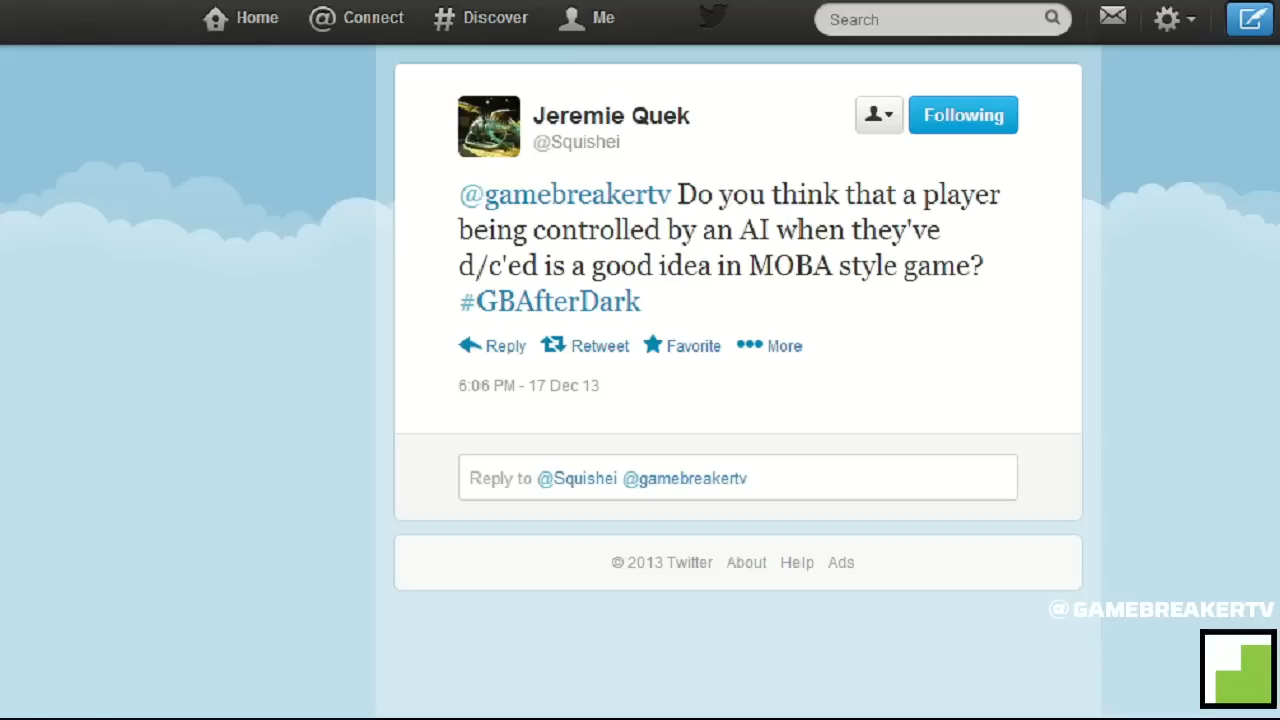 Home Connect Discover Me Search
Jeremie Quek
Following
@Squishei
@gamebreakertv Do you think that a player
being controlled by an AI when they've
d/c'ed is a good idea in MOBA style game?
#GBAfterDark
Reply Retweet Favorite More
6:06 PM - 17 Dec 13
Reply to @Squishei @gamebreakertv
© 2013 Twitter About Help Ads
@GAMEBREAKERTV